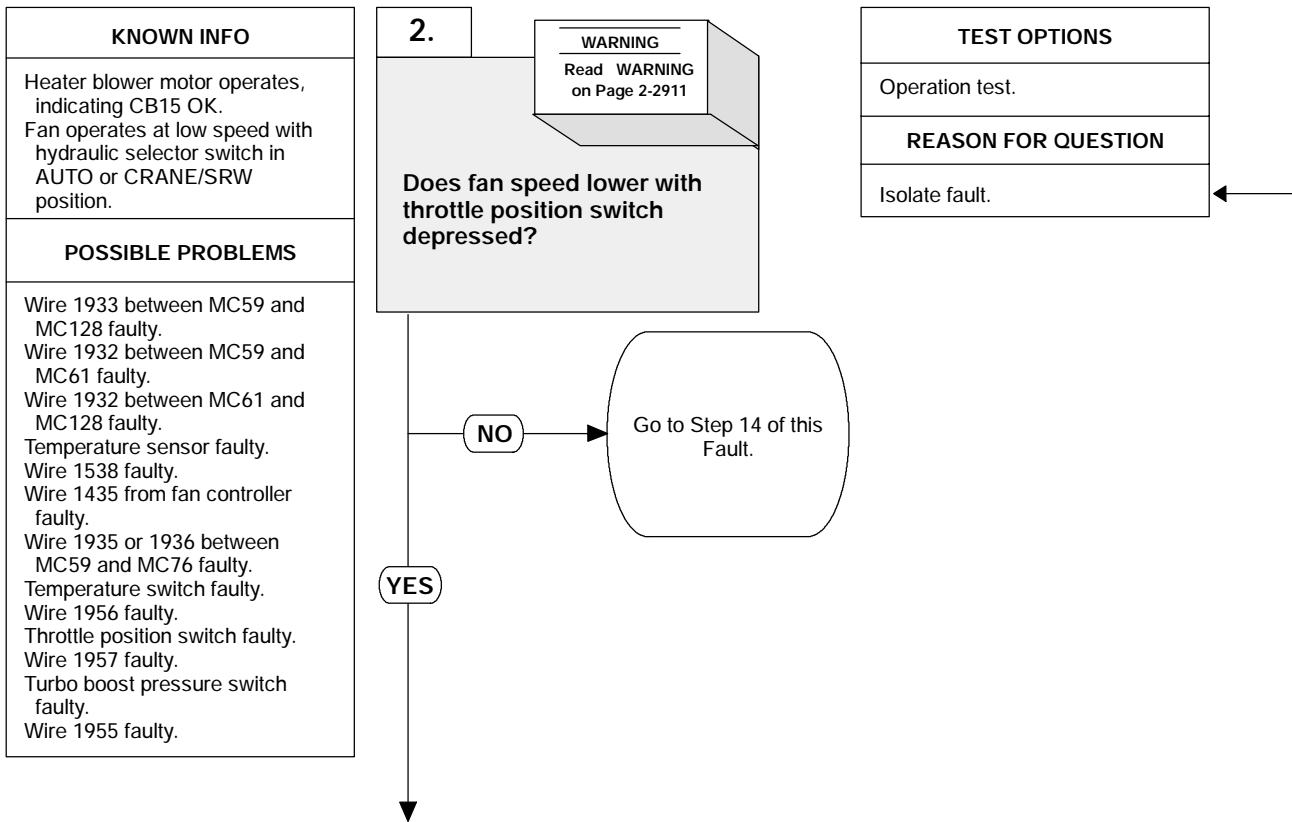 KNOWN INFO
Heater blower motor operates,
indicating CB15 OK.
Fan operates at low speed with
hydraulic selector switch in
AUTO or CRANE/SRW
position.
POSSIBLE PROBLEMS
Wire 1933 between MC59 and
MC128 faulty.
Wire 1932 between MC59 and
MC61 faulty.
Wire 1932 between MC61 and
MC128 faulty.
Temperature sensor faulty.
Wire 1538 faulty.
Wire 1435 from fan controller
faulty.
Wire 1935 or 1936 between
MC59 and MC76 faulty.
Temperature switch faulty.
Wire 1956 faulty.
Throttle position switch faulty.
Wire 1957 faulty.
Turbo boost pressure switch
faulty.
Wire 1955 faulty.
2.
WARNING
Read WARNING
on Page 2-2911
Does fan speed lower with
throttle position switch
depressed?
NO
Go to Step 14 of this
Fault.
YES
TEST OPTIONS
Operation test.
REASON FOR QUESTION
Isolate fault.